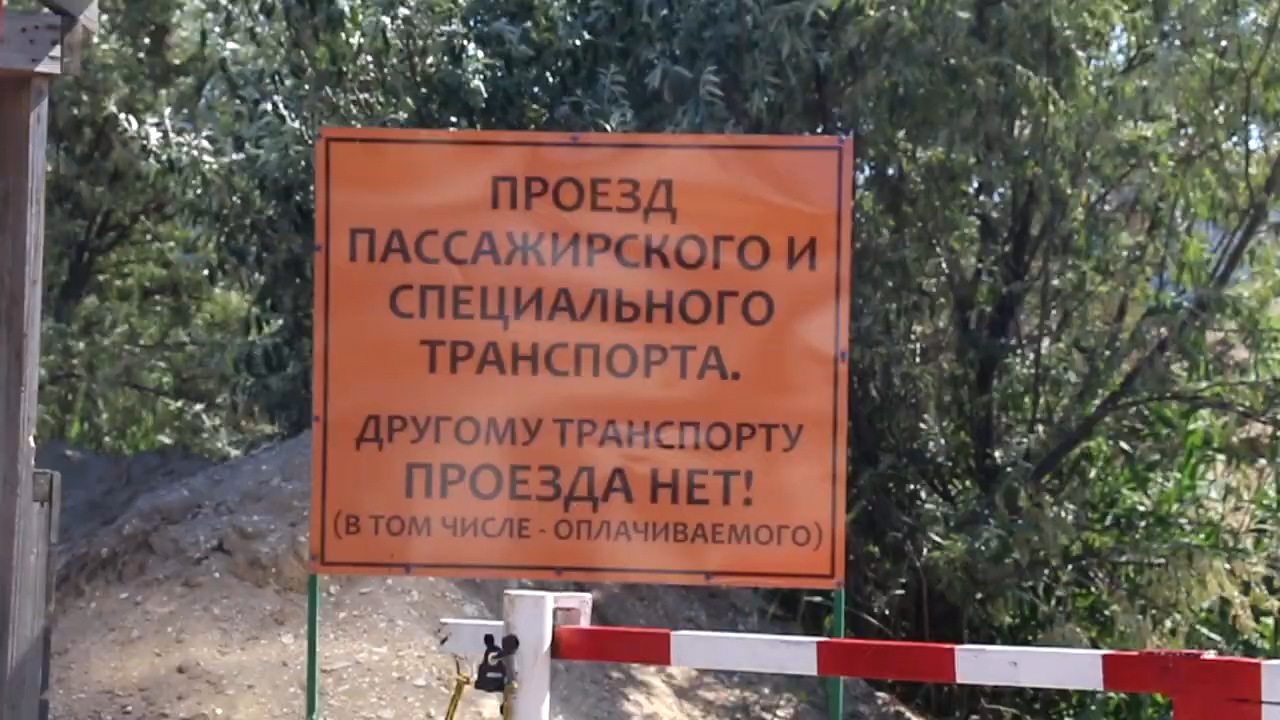 ПРОЕЗД
ПАССАЖИРСКОГО И
СПЕЦИАЛЬНОГО
ТРАНСПОРТА.
ДРУГОМУ ТРАНСПОРТУ
ПРОЕЗДА НЕТ!
(В ТОМ ЧИСЛЕ - ОПЛАЧИВАЕМОГО)